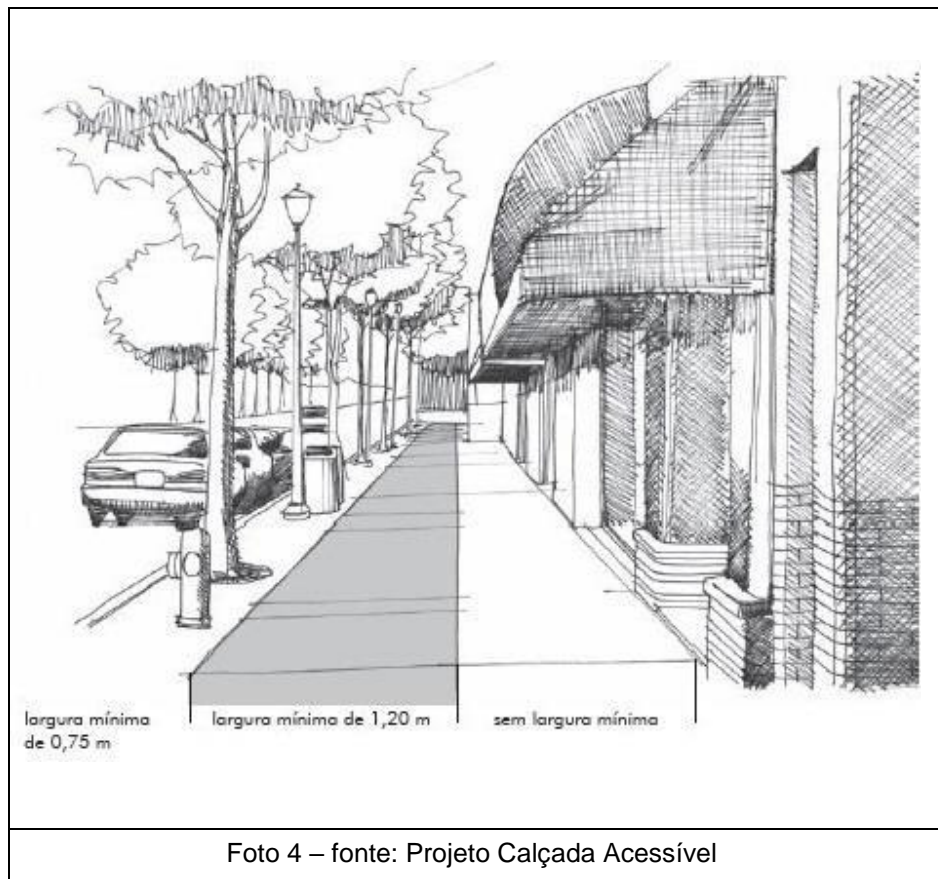 largura mínima
de 0,75 m
largura mínima de 1,20 m
sem largura mínima
Foto 4 – fonte: Projeto Calçada Acessível